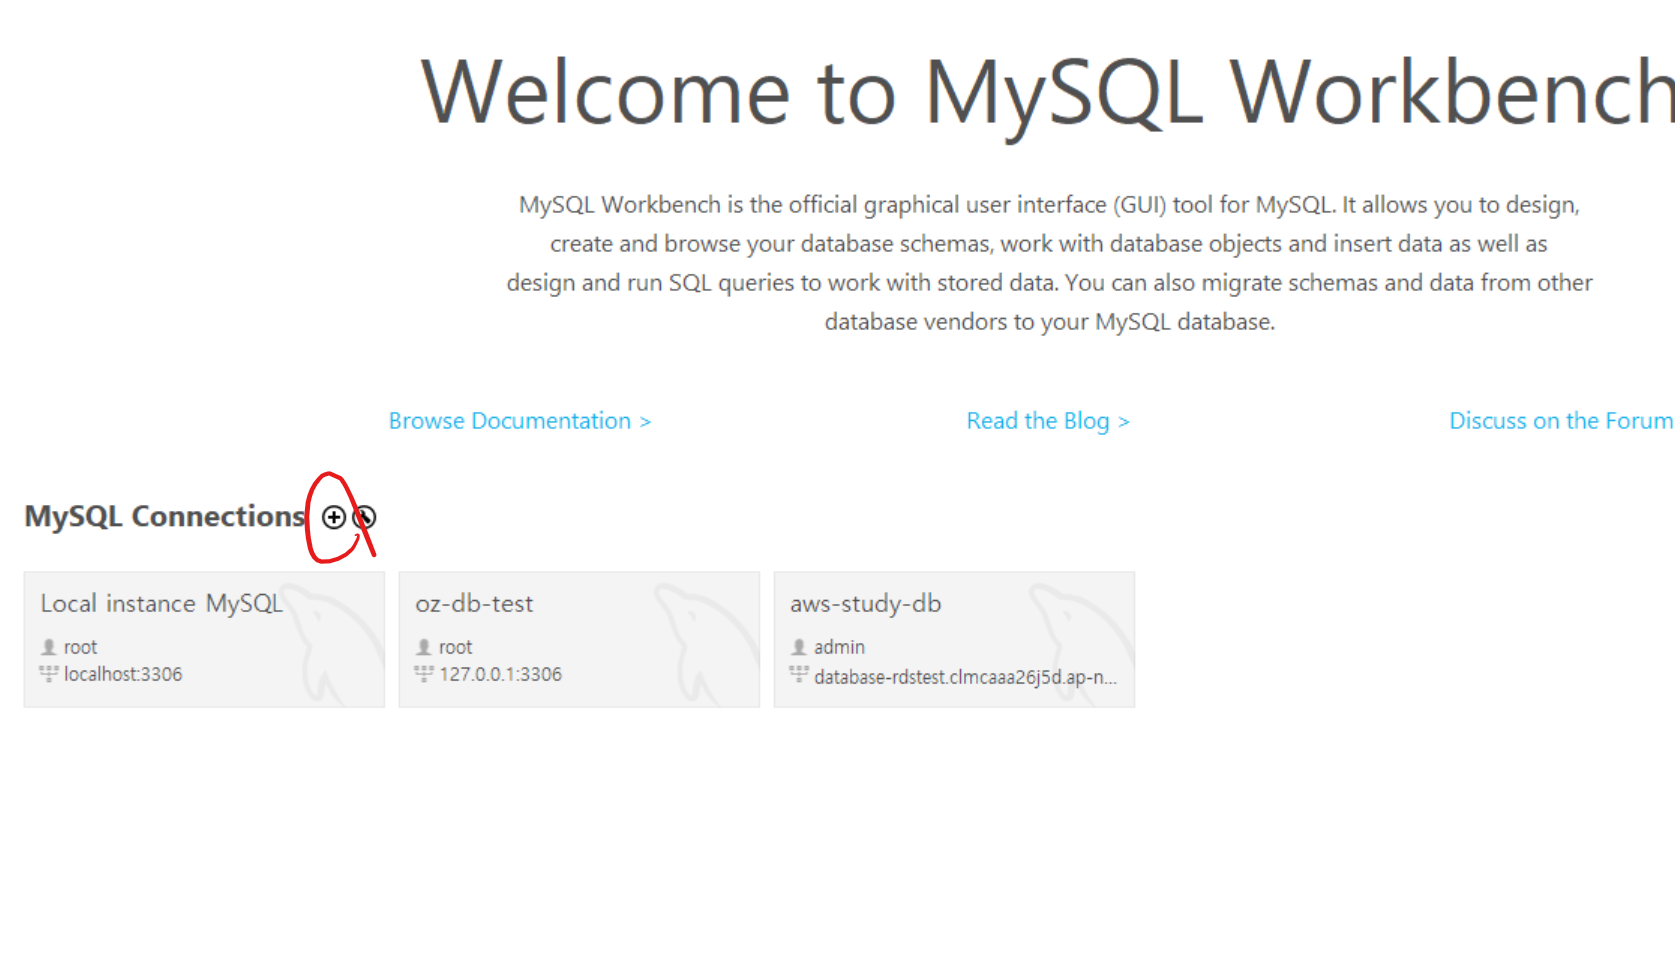 Welcome to MySQL Workbench
MySQL Workbench is the official graphical user interface (GUI) tool for MySQL. It allows you to design,
create and browse your database schemas, work with database objects and insert data as well as
design and run SQL queries to work with stored data. You can also migrate schemas and data from other
database vendors to your MySQL database.
Browse Documentation >
Read the Blog >
Discuss on the Forum
MySQL Connections
Local instance MySQL
root
localhost:3306
oz-db-test
root
127.0.0.1:3306
aws-study-db
admin
database-rdstest.clmcaaa26j5d.ap-n...